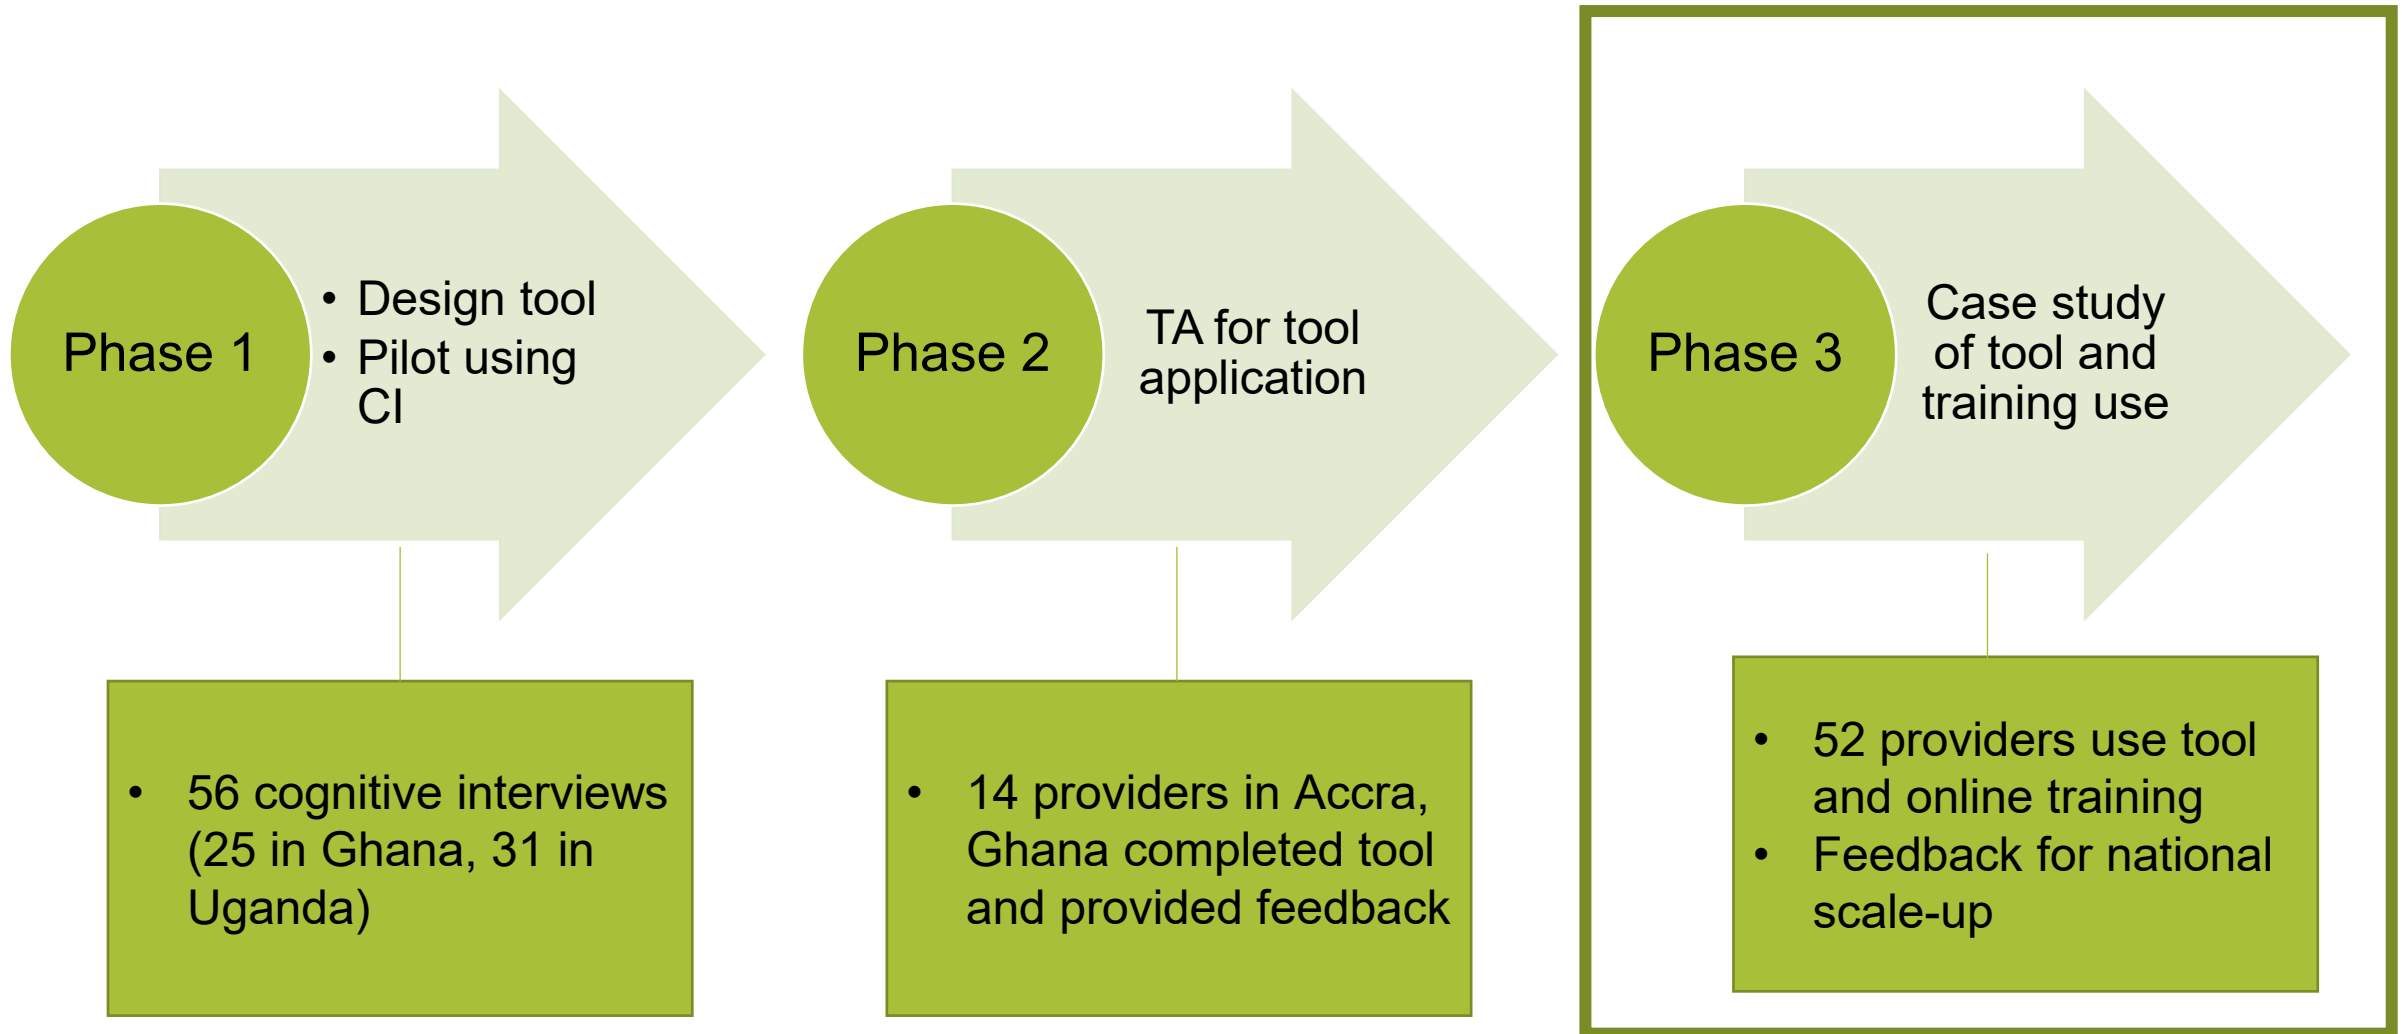 Phase 1
• Design tool
• Pilot using
CI
Phase 2
TA for tool
application
Phase 3
Case study
of tool and
training use
• 56 cognitive interviews
(25 in Ghana, 31 in
Uganda)
• 14 providers in Accra,
Ghana completed tool
and provided feedback
• 52 providers use tool
and online training
• Feedback for national
scale-up